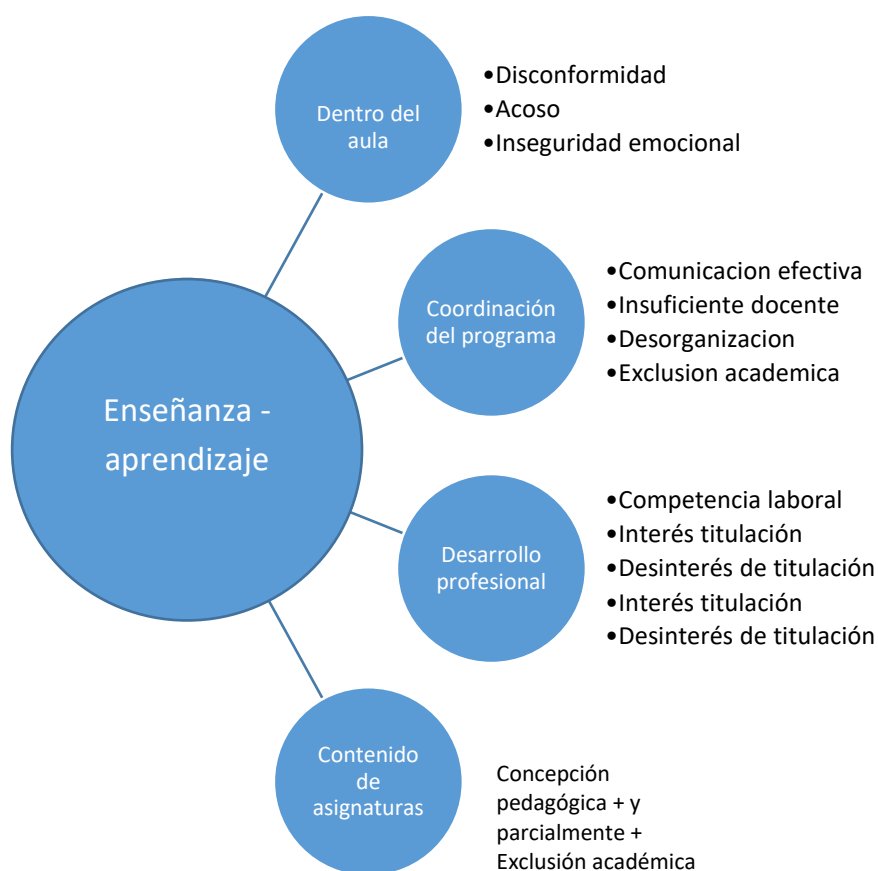 Dentro del
aula
•Disconformidad
•Acoso
•Inseguridad emocional
Coordinación
del programa
•Comunicacion efectiva
•Insuficiente docente
•Desorganizacion
•Exclusion academica
Enseñanza -
aprendizaje
Desarrollo
profesional
•Competencia laboral
•Interés titulación
•Desinterés de titulación
•Interés titulación
•Desinterés de titulación
Contenido
de
asignaturas
Concepción
pedagógica + y
parcialmente +
Exclusión académica